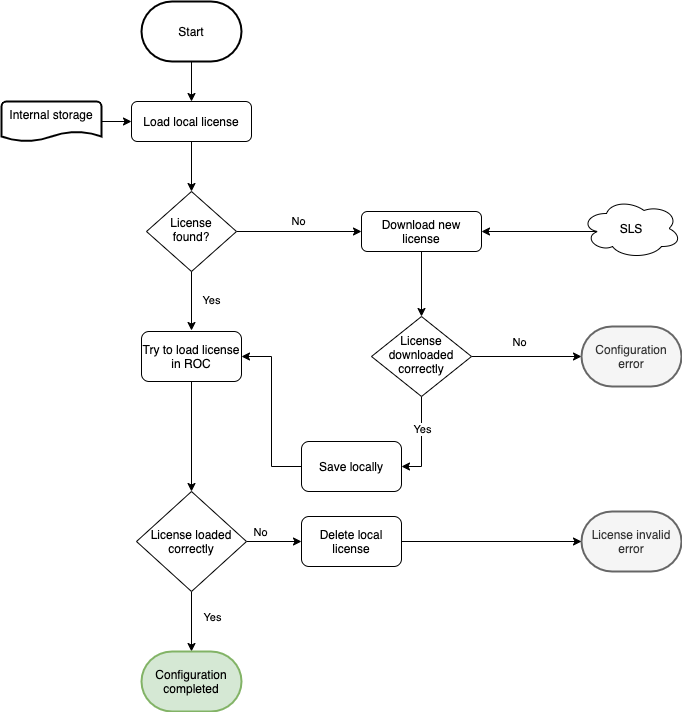 Start
Internal storage
Load local license
License
found?
No
Download new
license
SLS
Yes
Try to load license
in ROC
License
downloaded
correctly
No
Configuration
error
Yes
Save locally
License loaded
correctly
No
Delete local
license
License invalid
error
Yes
Configuration
completed